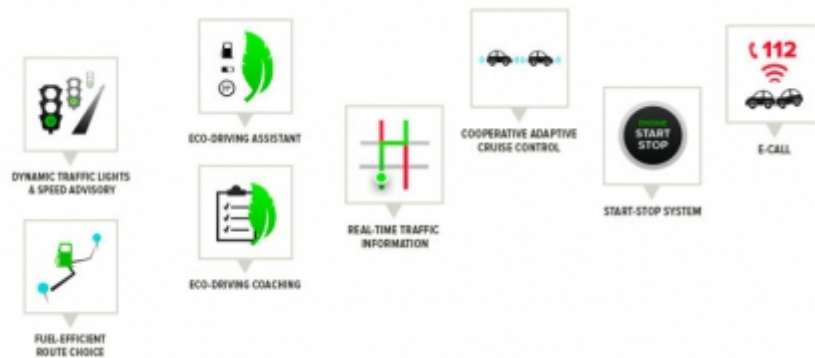 DYNAMIC TRAFFIC LIGHTS
& SPEED ADVISORY
FUEL-EFFICIENT
ROUTE CHOICE
ECO-DRIVING ASSISTANT
ECO-DRIVING COACHING
REAL-TIME TRAFFIC
INFORMATION
COOPERATIVE ADAPTIVE
CRUISE CONTROL
ENGINE
START
STOP
START-STOP SYSTEM
112
E-CALL